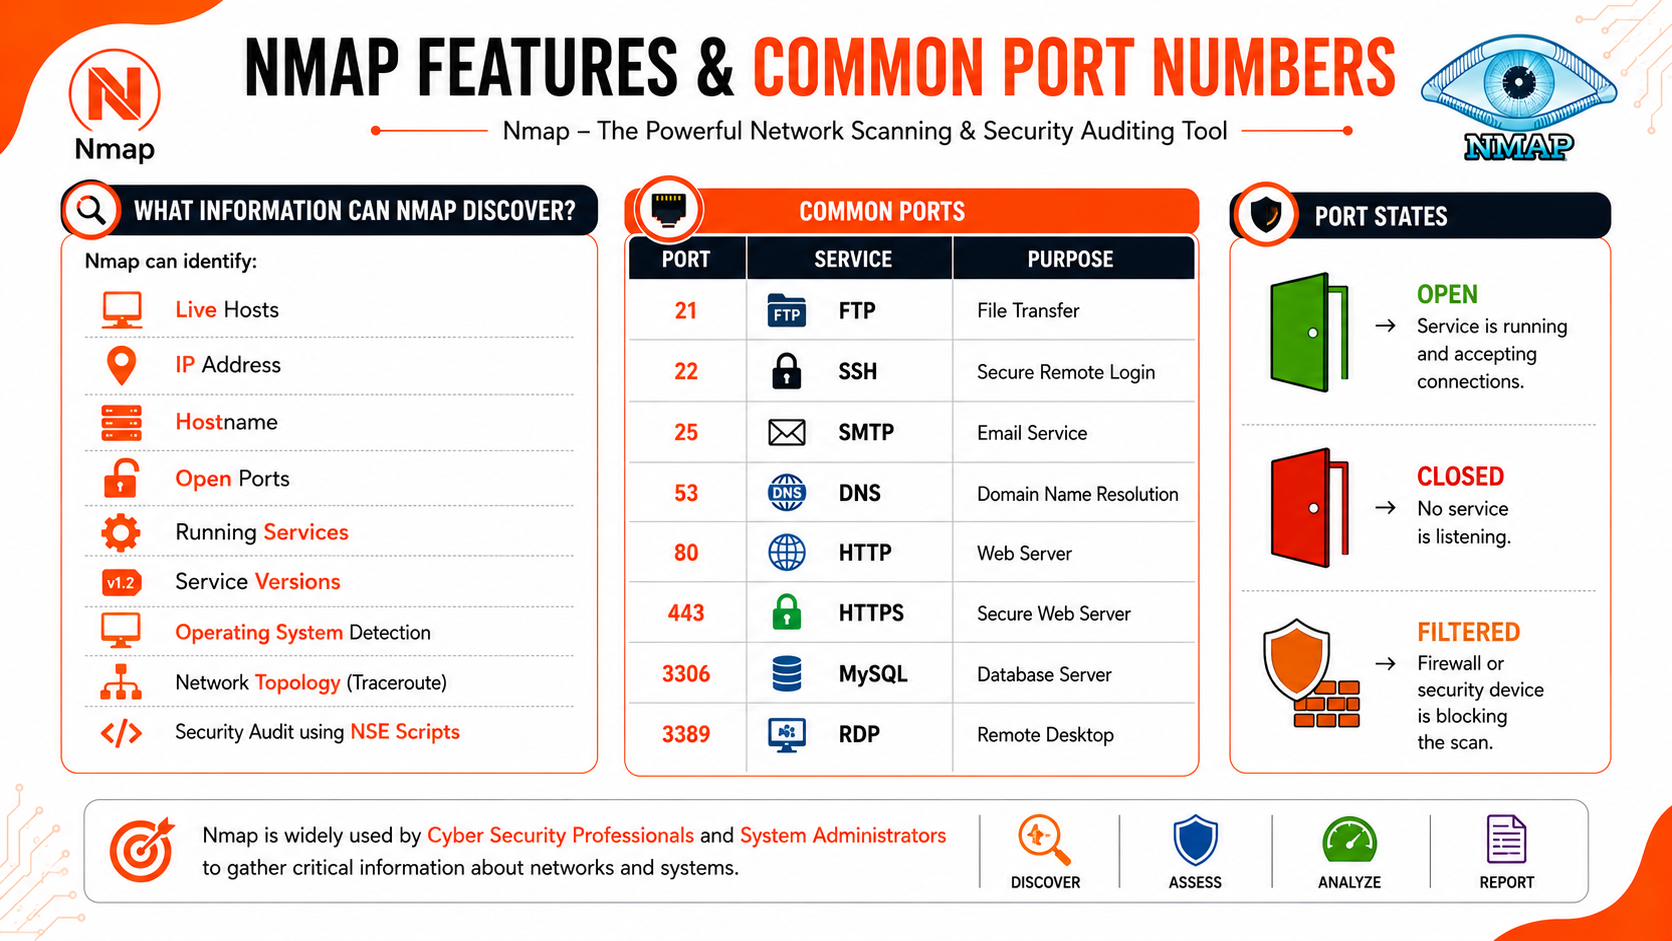 Nmap
NMAP FEATURES & COMMON PORT NUMBERS
Nmap – The Powerful Network Scanning & Security Auditing Tool
NMAP
WHAT INFORMATION CAN NMAP DISCOVER?
Nmap can identify:
Live Hosts
IP Address
Hostname
Open Ports
Running Services
v1.2
Service Versions
Operating System Detection
Network Topology (Traceroute)
</>
Security Audit using NSE Scripts
COMMON PORTS
PORT SERVICE PURPOSE
21 FTP FTP File Transfer
22 SSH Secure Remote Login
25 SMTP Email Service
53 DNS DNS Domain Name Resolution
80 HTTP Web Server
443 HTTPS Secure Web Server
3306 MySQL Database Server
3389 RDP Remote Desktop
PORT STATES
OPEN
→ Service is running
and accepting
connections.
CLOSED
→ No service
is listening.
FILTERED
→ Firewall or
security device
is blocking
the scan.
Nmap is widely used by Cyber Security Professionals and System Administrators
to gather critical information about networks and systems.
DISCOVER
ASSESS
ANALYZE
REPORT